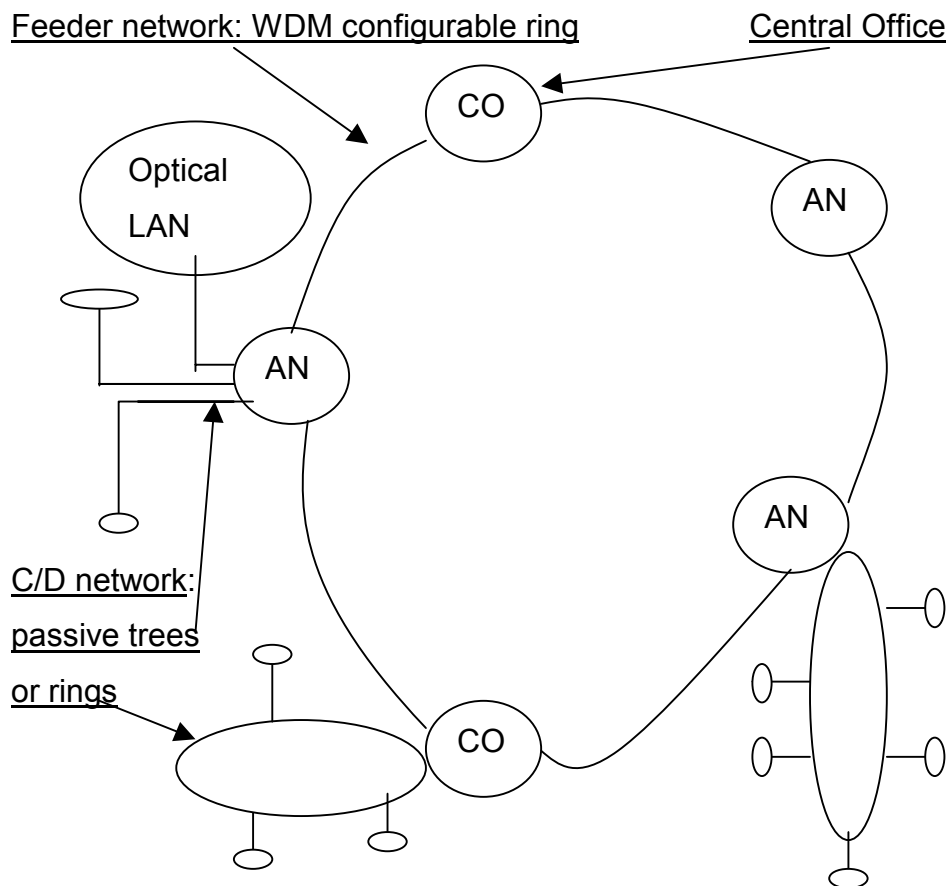 Feeder network: WDM configurable ring
Central Office
CO
Optical
LAN
AN
AN
AN
C/D network:
passive trees
or rings
CO